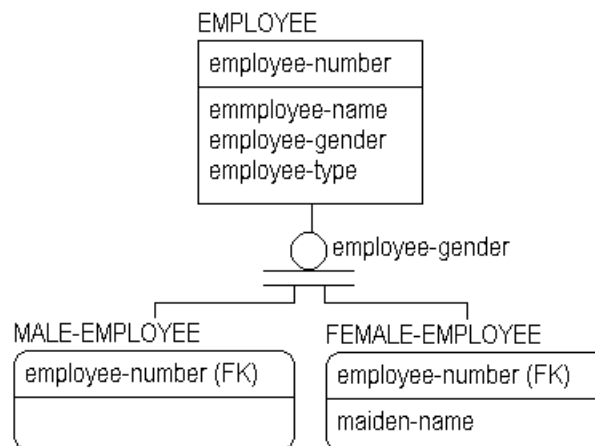 EMPLOYEE
employee-number
emmployee-name
employee-gender
employee-type
employee-gender
MALE-EMPLOYEE
employee-number (FK)
FEMALE-EMPLOYEE
employee-number (FK)
maiden-name